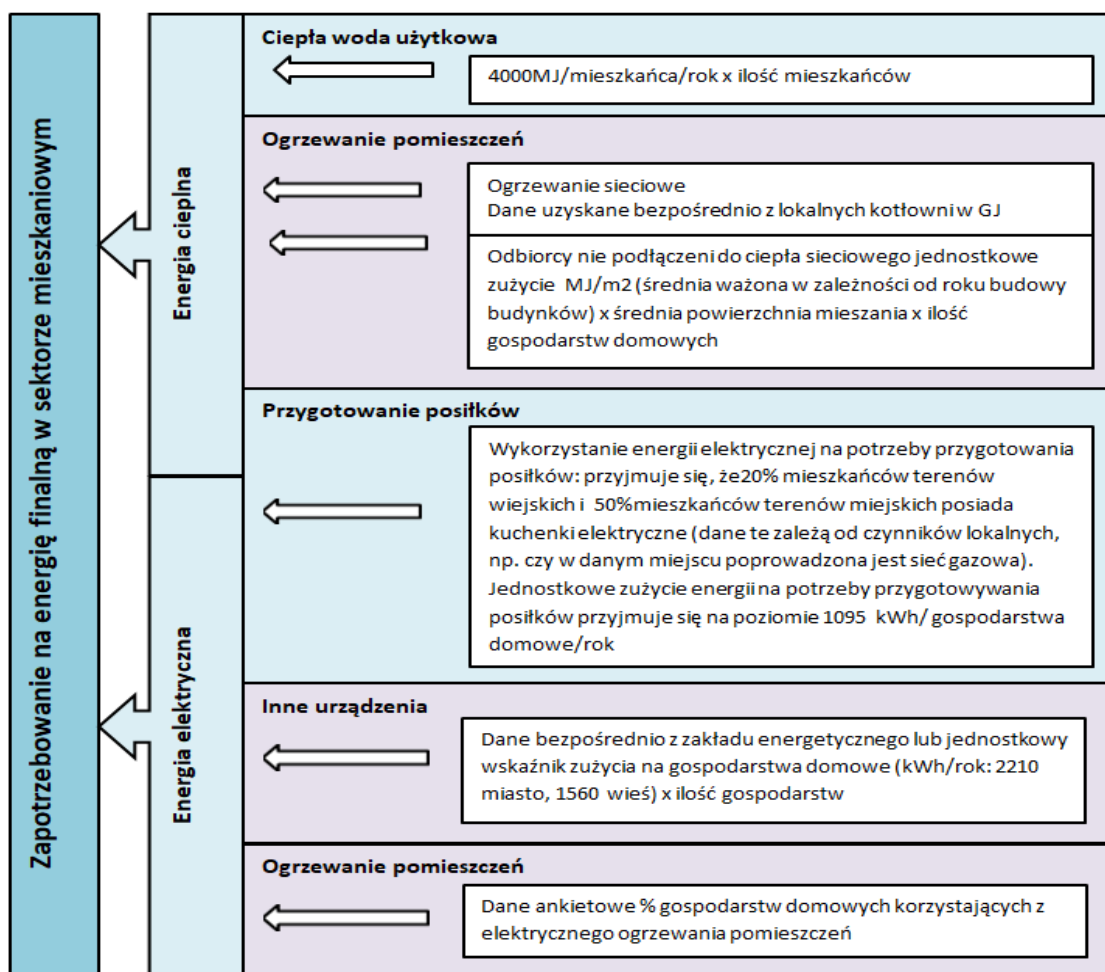 Zapotrzebowanie na energię finalną w sektorze mieszkaniowym
Energia cieplna
Energia elektryczna
Ciepła woda użytkowa
4000MJ/mieszkańca/rok x ilość mieszkańców
Ogrzewanie pomieszczeń
Ogrzewanie sieciowe
Dane uzyskane bezpośrednio z lokalnych kotłowni w GJ
Odbiorcy nie podłączeni do ciepła sieciowego jednostkowe
zużycie MJ/m2 (średnia ważona w zależności od roku budowy
budynków) x średnia powierzchnia mieszania x ilość
gospodarstw domowych
Przygotowanie posiłków
Wykorzystanie energii elektrycznej na potrzeby przygotowania
posiłków: przyjmuje się, że20% mieszkańców terenów
wiejskich i 50%mieszkańców terenów miejskich posiada
kuchenki elektryczne (dane te zależą od czynników lokalnych,
np. czy w danym miejscu poprowadzona jest sieć gazowa).
Jednostkowe zużycie energii na potrzeby przygotowywania
posiłków przyjmuje się na poziomie 1095 kWh/ gospodarstwa
domowe/rok
Inne urządzenia
Dane bezpośrednio z zakładu energetycznego lub jednostkowy
wskaźnik zużycia na gospodarstwa domowe (kWh/rok: 2210
miasto, 1560 wieś) x ilość gospodarstw
Ogrzewanie pomieszczeń
Dane ankietowe % gospodarstw domowych korzystających z
elektrycznego ogrzewania pomieszczeń